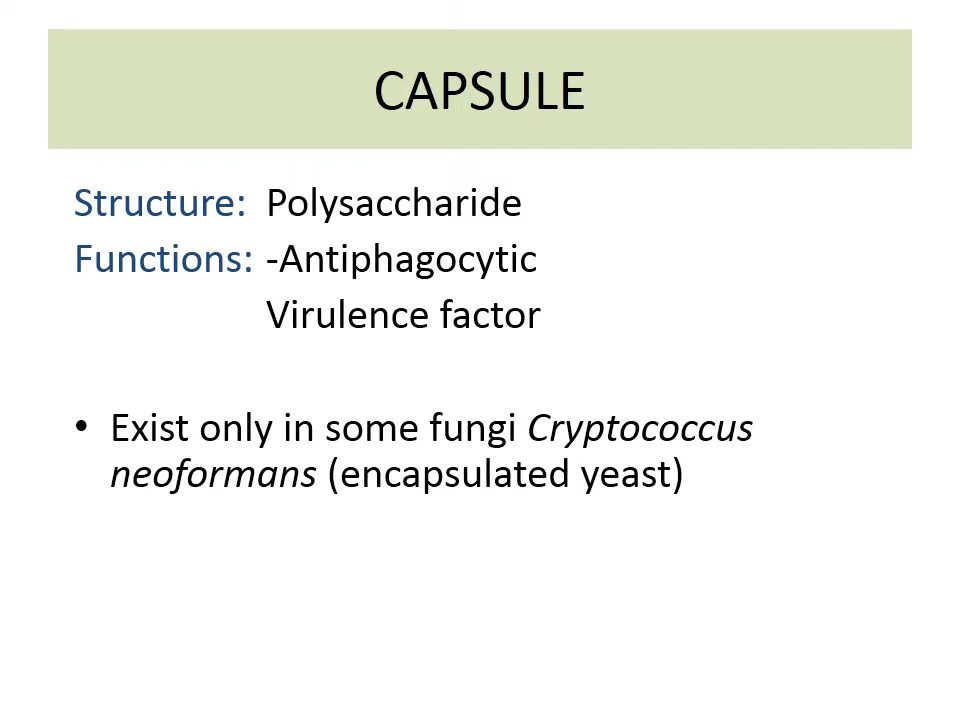 CAPSULE
Structure: Polysaccharide
Functions: -Antiphagocytic
Virulence factor
• Exist only in some fungi Cryptococcus
neoformans (encapsulated yeast)